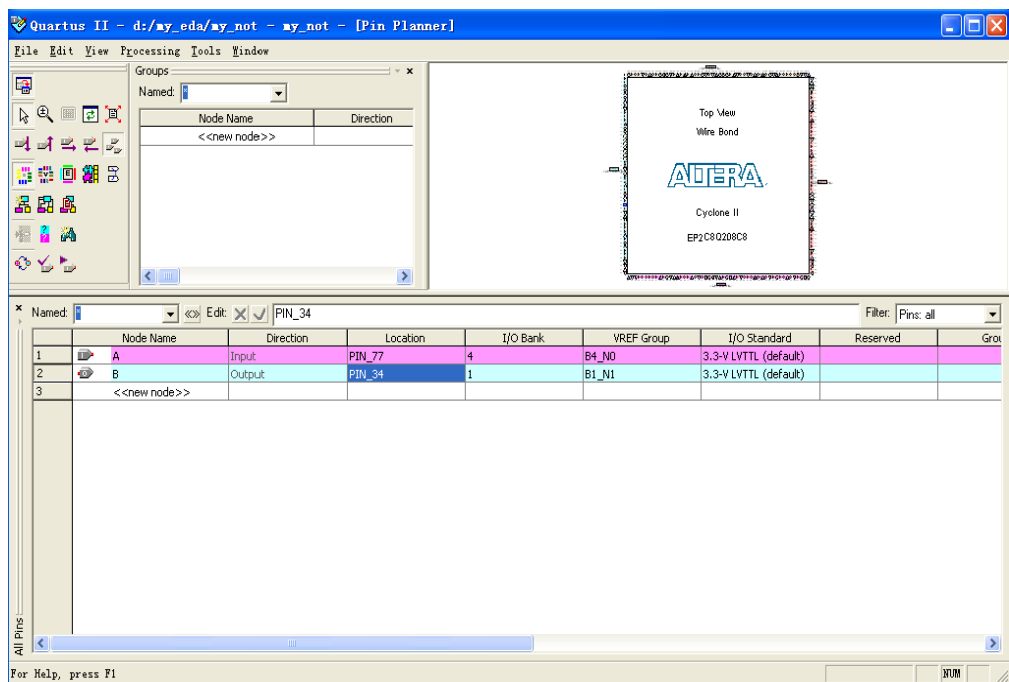 Quartus II - d:/my_eda/my_not - my_not - [Pin Planner]
File Edit View Processing Tools Window
Groups
Named: *
Node Name Direction
<<new node>>
Top View
Wire Bond
ALTERA
Cyclone II
EP2C8Q208C8
Named: * Edit: PIN_34 Filter: Pins: all
Node Name Direction Location I/O Bank VREF Group I/O Standard Reserved Grou
1 A Input PIN_77 4 B4_N0 3.3-V LVTTL (default)
2 B Output PIN_34 1 B1_N1 3.3-V LVTTL (default)
3 <<new node>>
All Pins
For Help, press F1 NUM